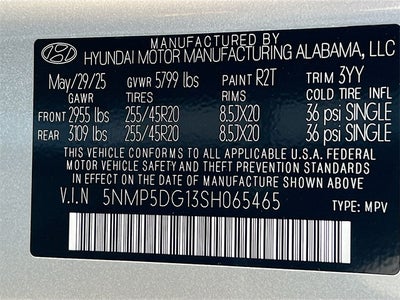 MANUFACTURED BY
HYUNDAI MOTOR MANUFACTURING ALABAMA, LLC
May/29/25 GVWR 5799 lbs PAINT R2T TRIM 3YY
GAWR TIRES RIMS COLD TIRE INFL
FRONT 2955 lbs 255/45R20 8.5JX20 36 psi SINGLE
REAR 3109 lbs 255/45R20 8.5JX20 36 psi SINGLE
THIS VEHICLE CONFORMS TO ALL APPLICABLE U.S.A. FEDERAL
MOTOR VEHICLE SAFETY AND THEFT PREVENTION STANDARDS
IN EFFECT ON THE DATE OF MANUFACTURE SHOWN ABOVE.
V.I.N 5NMP5DG13SH065465 TYPE: MPV